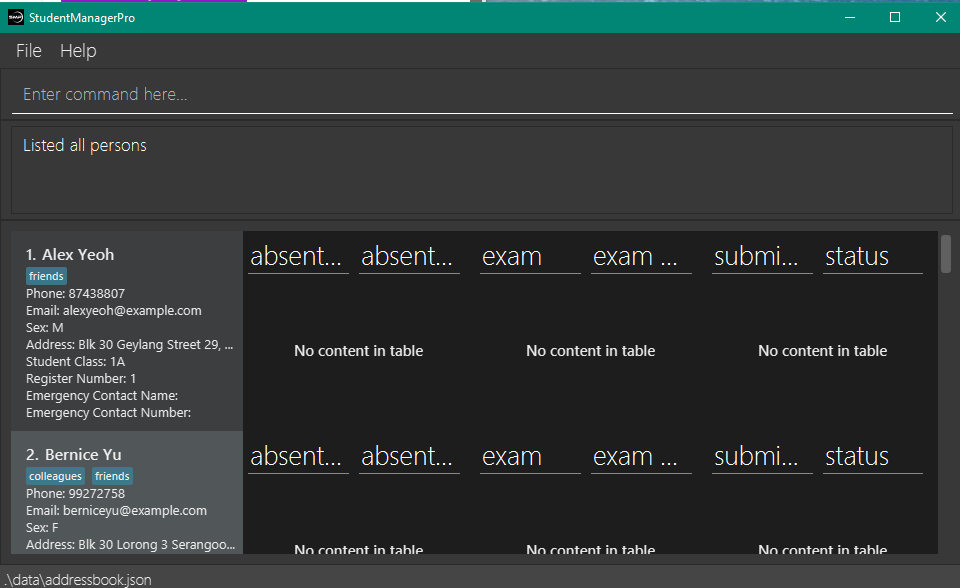 StudentManagerPro
File Help
Enter command here...
Listed all persons
1. Alex Yeoh
friends
Phone: 87438807
Email: alexyeoh@example.com
Sex: M
Address: Blk 30 Geylang Street 29, ...
Student Class: 1A
Register Number: 1
Emergency Contact Name:
Emergency Contact Number:
absent... absent... exam exam ... submi... status
No content in table No content in table No content in table
2. Bernice Yu
colleagues friends
Phone: 99272758
Email: berniceyu@example.com
Sex: F
Address: Blk 30 Lorong 3 Serangoo...
absent... absent... exam exam ... submi... status
No content in table No content in table No content in table
.\data\addressbook.json